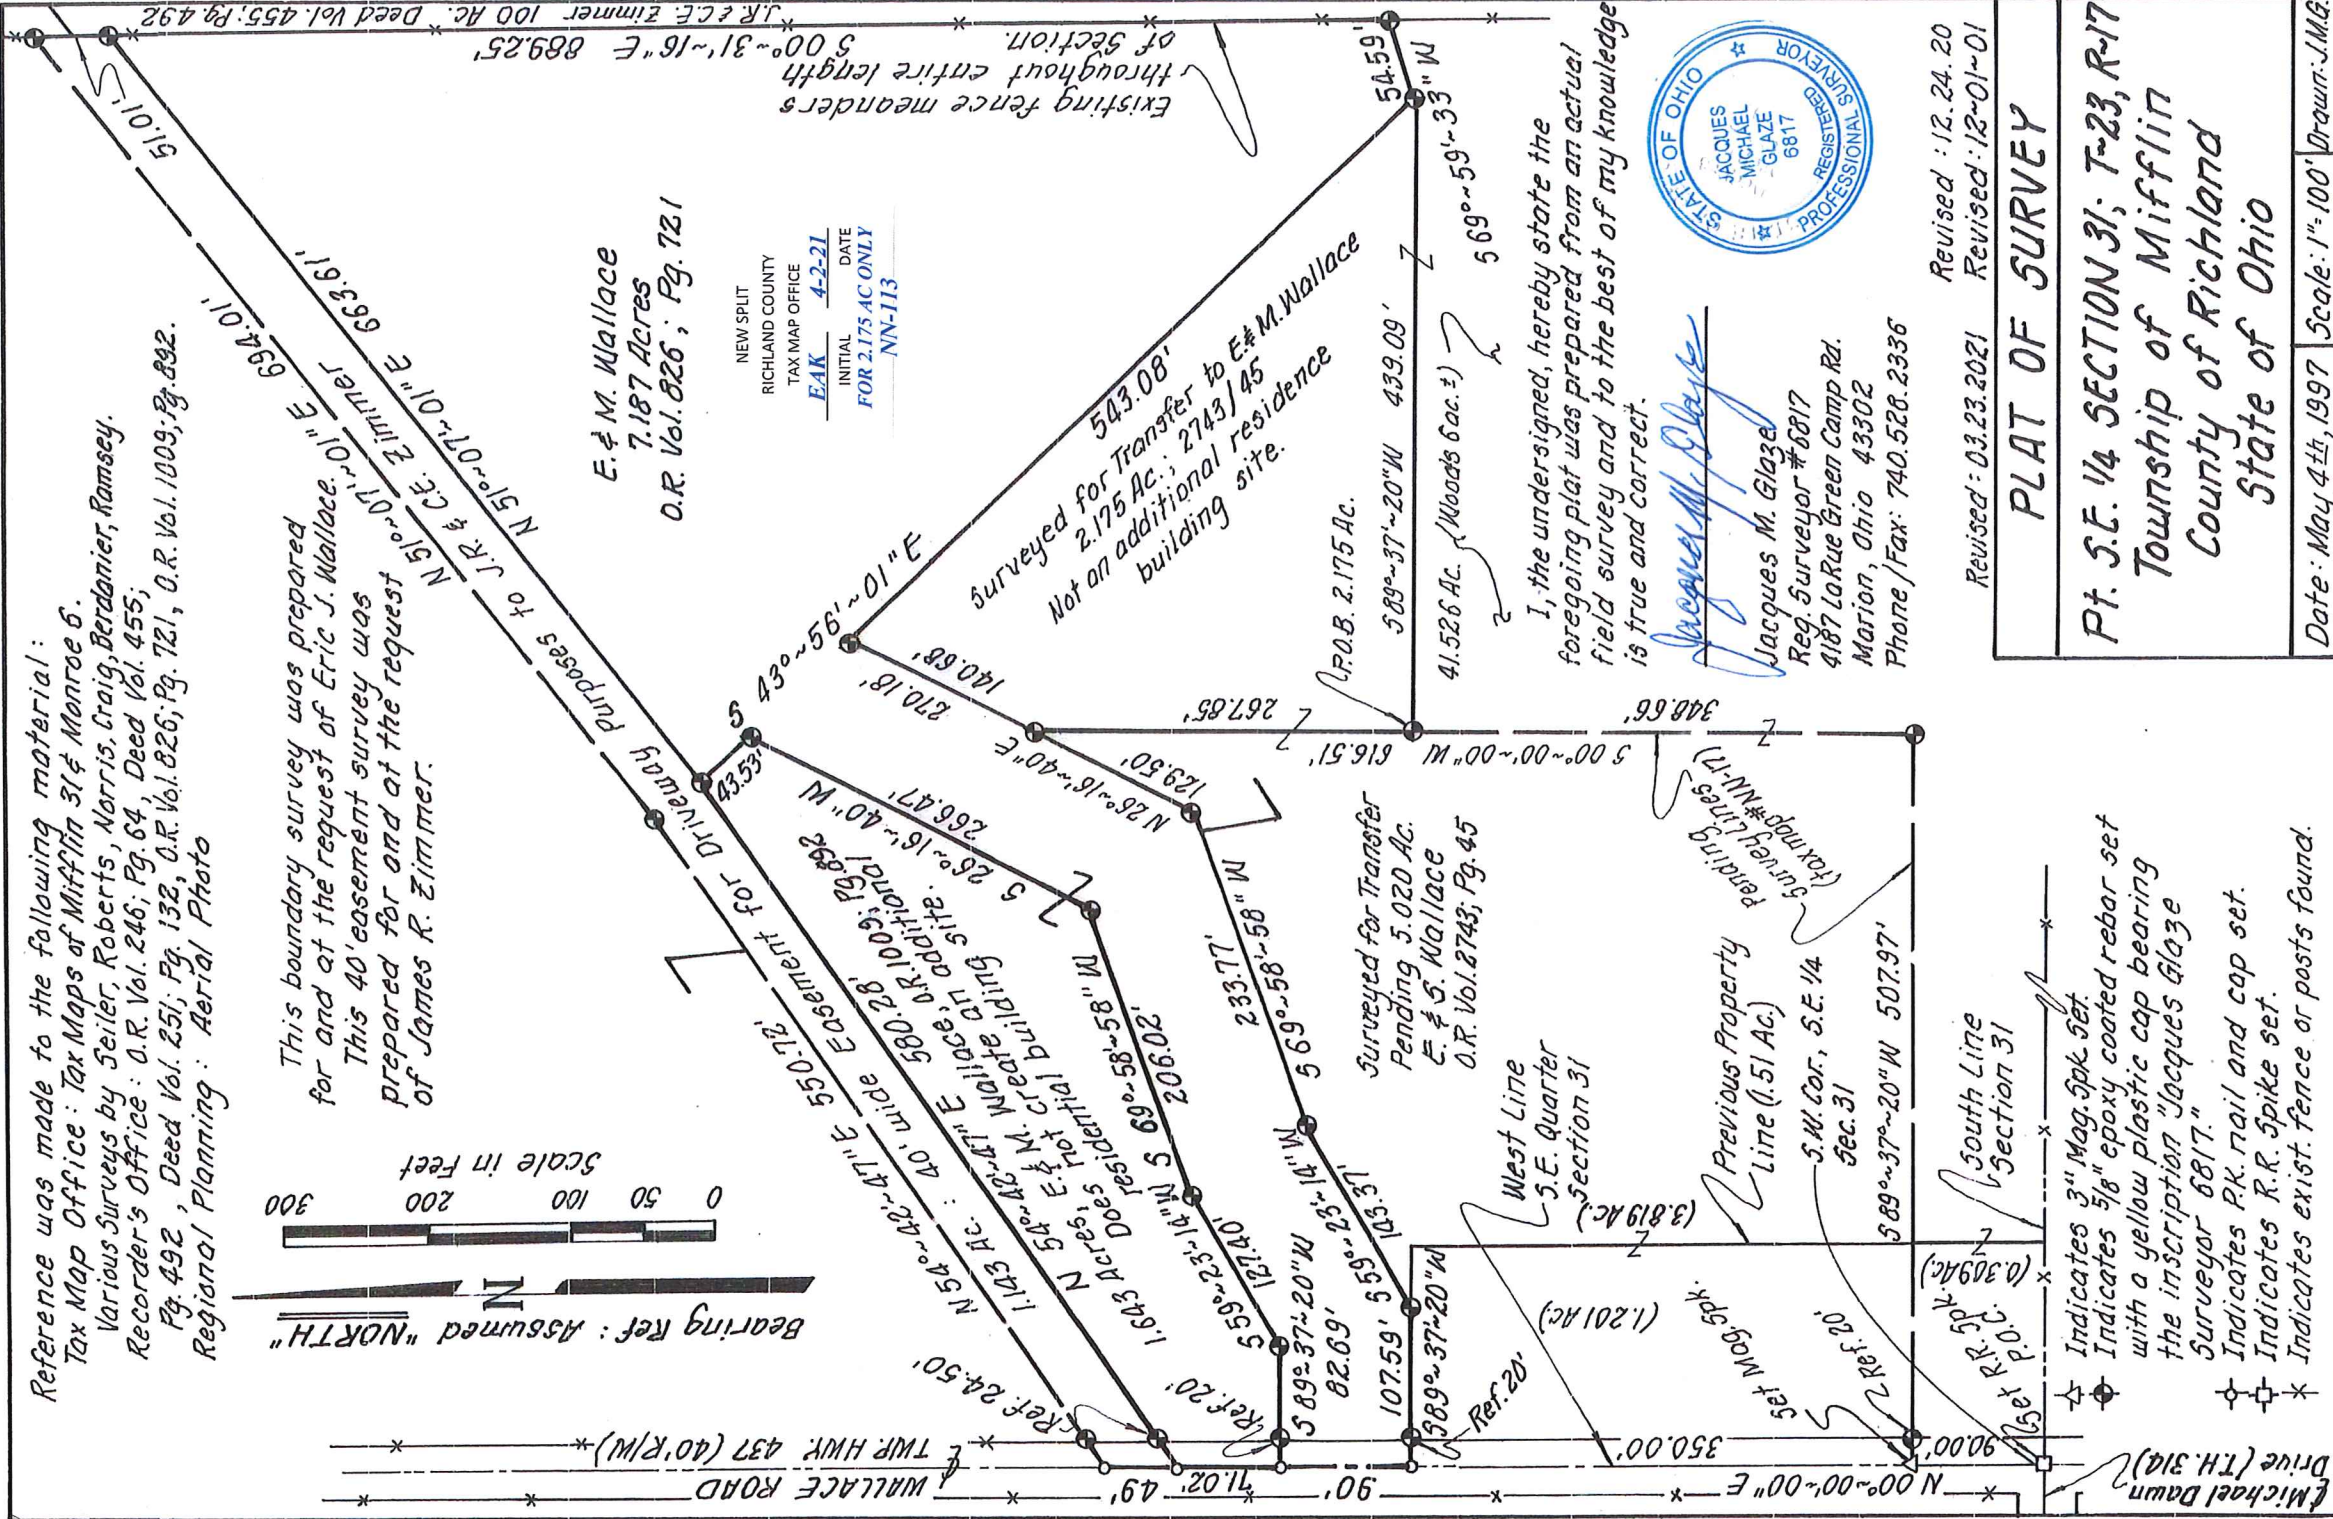 Reference was made to the following material:
Tax Map Office: Tax Maps of Mifflin 31 & Monroe 6.
Various Surveys by Seiler, Roberts, Norris, Craig, Berdanier, Ramsey.
Recorder's Office: O.R. Vol. 246; Pg. 64, Deed Vol. 455;
Pg. 492, Deed Vol. 251; Pg. 132, O.R. Vol. 826; Pg. 721, O.R. Vol. 1009; Pg. 892.
Regional Planning: Aerial Photo
This boundary survey was prepared
for and at the request of Eric J. Wallace.
This 40' easement survey was
prepared for and at the request
of James R. Zimmer.
Scale in Feet
0 50 100 200 300
Bearing Ref: Assumed "NORTH"
N
J.R. & C.E. Zimmer 100 Ac. Deed Vol. 455; Pg. 492
S 00°~31'~16" E 889.25'
Existing fence meanders
throughout entire length
of Section.
51.01'
N 51°~07'~01" E 694.01'
N 51°~07'~01" E 663.61'
1.143 Ac.: 40' wide Easement for Driveway Purposes to J.R. & C.E. Zimmer
N 54°~42'~47" E 550.72'
N 54°~42'~47" E 580.28'
1.643 Acres, E. & M. Wallace; O.R. 1009; Pg. 892
Does not create an additional
residential building site.
E. & M. Wallace
7.187 Acres
O.R. Vol. 826; Pg. 721
NEW SPLIT
RICHLAND COUNTY
TAX MAP OFFICE
EAK 4-2-21
INITIAL DATE
FOR 2.175 AC ONLY
NN-113
S 43°~56'~01" E
543.08'
43.53'
Surveyed for Transfer to E & M. Wallace
2.175 Ac.; 2743/45
Not an additional residence
building site.
54.59'
S 69°~59'~33" W
S 89°~37'~20" W 439.09'
41.526 Ac. (Woods 6ac.±)
P.O.B. 2.175 Ac.
140.68'
270.18'
N 26°~16'~40" E
129.50'
267.85'
616.51'
S 00°~00'~00" W
348.66'
S 26°~16'~40" W
266.47'
S 69°~58'~58" W
206.02'
S 59°~23'~14" W
127.40'
S 89°~37'~20" W
82.69'
233.77'
S 69°~58'~58" W
S 59°~23'~14" W
143.37'
107.59'
S 89°~37'~20" W
Surveyed for Transfer
Pending 5.020 Ac.
E. & S. Wallace
O.R. Vol. 2743; Pg. 45
Pending
Survey Lines
(tax map # NN-17)
West Line
S.E. Quarter
Section 31
Previous Property
Line (1.51 Ac.)
S.W. Cor., S.E. 1/4
Sec. 31
(3.819 Ac.)
(1.201 Ac.)
(0.309 Ac.)
S 89°~37'~20" W 507.97'
South Line
Section 31
Ref. 24.50'
Ref. 20'
Ref. 20'
Ref. 20'
Set Mag. Spk.
Set R.R. Spk.
P.O.C.
TWP. HWY. 437 (40' R/W)
WALLACE ROAD
49'
71.02'
90'
350.00'
90.00'
N 00°~00'~00" E
℄ Michael Dawn
Drive (T.H. 314)
Indicates 3" Mag. Spk. Set.
Indicates 5/8" epoxy coated rebar set
with a yellow plastic cap bearing
the inscription "Jacques Glaze
Surveyor 6817."
Indicates P.K. nail and cap set.
Indicates R.R. Spike set.
Indicates exist. fence or posts found.
I, the undersigned, hereby state the
foregoing plat was prepared from an actual
field survey and to the best of my knowledge
is true and correct.
Jacques M. Glaze
Jacques M. Glaze
Reg. Surveyor #6817
4187 LaRue Green Camp Rd.
Marion, Ohio 43302
Phone/Fax: 740.528.2336
STATE OF OHIO
JACQUES
MICHAEL
GLAZE
6817
REGISTERED
PROFESSIONAL SURVEYOR
Revised: 12.24.20
Revised: 03.23.2021 Revised: 12~01~01
PLAT OF SURVEY
Pt. S.E. 1/4 SECTION 31; T~23, R~17
Township of Mifflin
County of Richland
State of Ohio
Date: May 4th, 1997 Scale: 1"=100' Drawn: J.M.G.